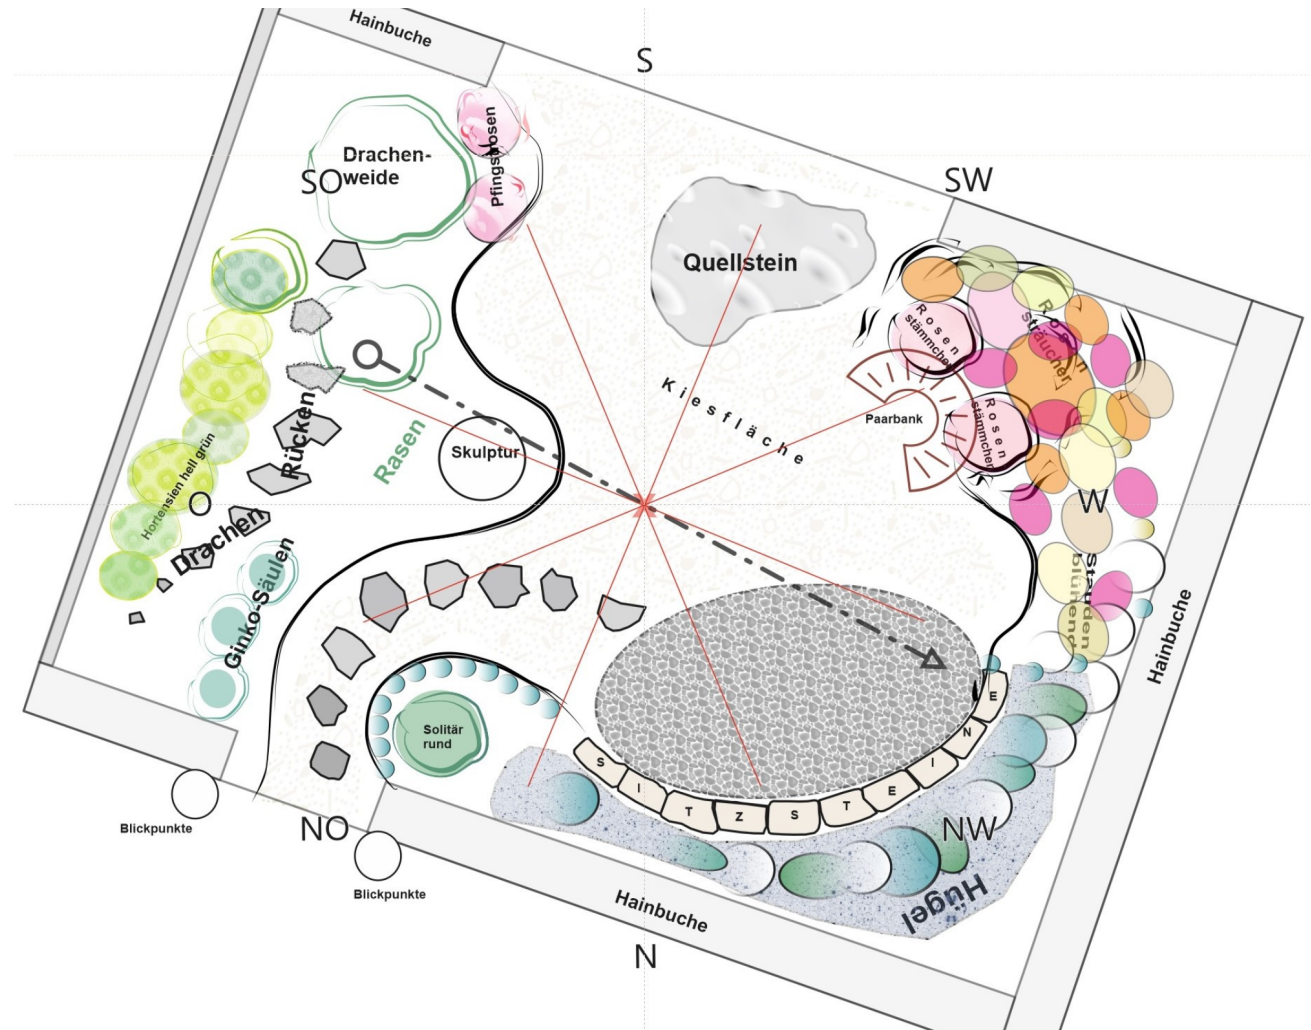 Hainbuche
S
Drachen-
weide
SO
Pfingstrosen
SW
Quellstein
Rosen
stämmchen
Rosen
sträucher
Kiesfläche
Paarbank
Rosen
stämmchen
Rücken
Rasen
Skulptur
Hortensien hell grün
Drachen
W
Ginko-Säulen
Stauden
blühend
Hainbuche
Solitär
rund
SITZSTEINE
Blickpunkte
NO
NW
Blickpunkte
Hügel
Hainbuche
N